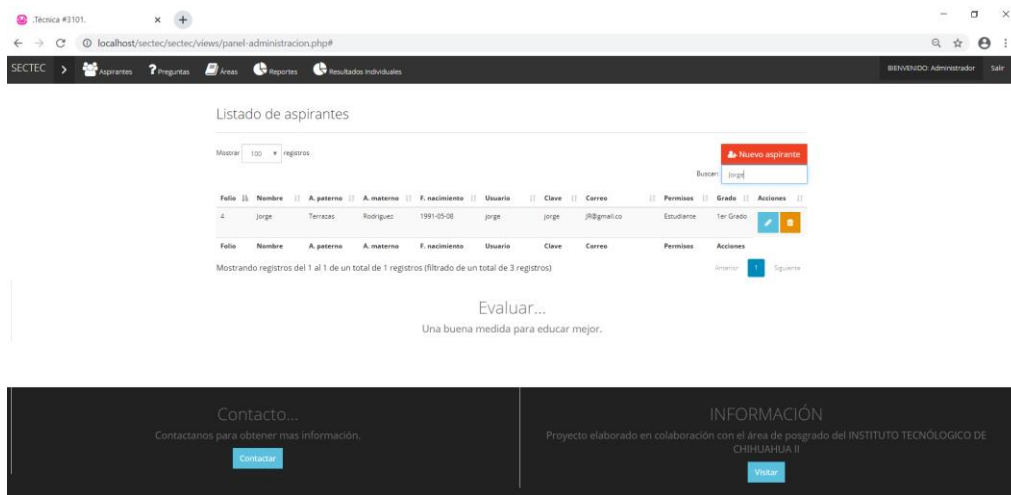 .Técnica #3101.
localhost/sectec/sectec/views/panel-administracion.php#
SECTEC > Aspirantes ? Preguntas Áreas Reportes Resultados Individuales BIENVENIDO: Administrador Salir
Listado de aspirantes
Mostrar 100 registros
Nuevo aspirante
Buscar: jorge
Folio Nombre A. paterno A. materno F. nacimiento Usuario Clave Correo Permisos Grado Acciones
4 Jorge Terrazas Rodriguez 1991-05-08 jorge jorge JR@gmail.co Estudiante 1er Grado
Folio Nombre A. paterno A. materno F. nacimiento Usuario Clave Correo Permisos Acciones
Mostrando registros del 1 al 1 de un total de 1 registros (filtrado de un total de 3 registros)
Anterior 1 Siguiente
Evaluar...
Una buena medida para educar mejor.
Contacto...
Contactanos para obtener mas información.
Contactar
INFORMACIÓN
Proyecto elaborado en colaboración con el área de posgrado del INSTITUTO TECNÓLOGICO DE
CHIHUAHUA II
Visitar